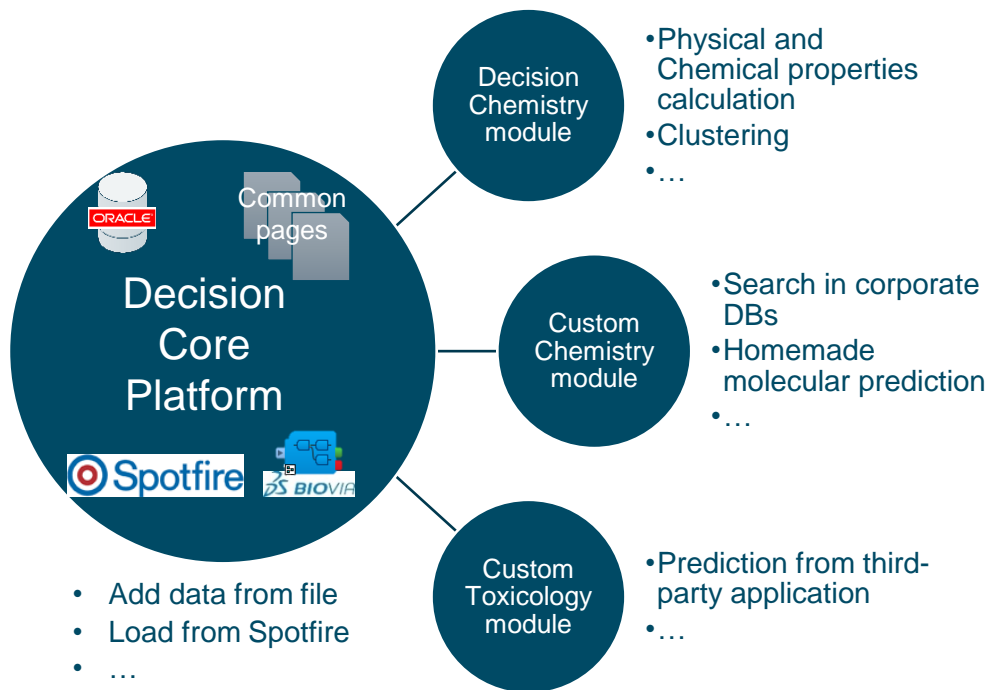 ORACLE
Common
pages
Decision
Core
Platform
Spotfire
DS BIOVIA
• Add data from file
• Load from Spotfire
• …
Decision
Chemistry
module
•Physical and
Chemical properties
calculation
•Clustering
•…
Custom
Chemistry
module
•Search in corporate
DBs
•Homemade
molecular prediction
•…
Custom
Toxicology
module
•Prediction from third-
party application
•…